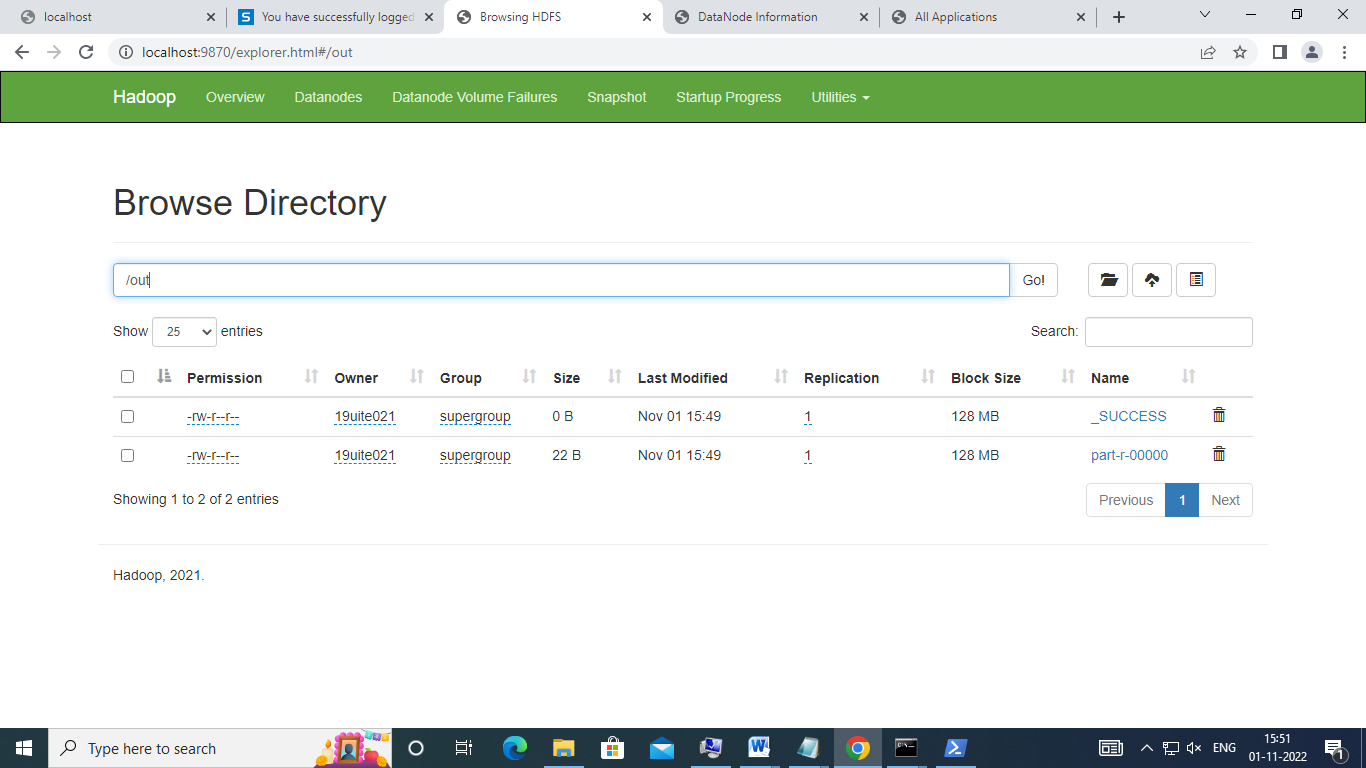 localhost
You have successfully logged
Browsing HDFS
DataNode Information
All Applications
localhost:9870/explorer.html#/out
Hadoop Overview Datanodes Datanode Volume Failures Snapshot Startup Progress Utilities
Browse Directory
/out Go!
Show 25 entries Search:
Permission Owner Group Size Last Modified Replication Block Size Name
-rw-r--r-- 19uite021 supergroup 0 B Nov 01 15:49 1 128 MB _SUCCESS
-rw-r--r-- 19uite021 supergroup 22 B Nov 01 15:49 1 128 MB part-r-00000
Showing 1 to 2 of 2 entries Previous 1 Next
Hadoop, 2021.
Type here to search
ENG
15:51
01-11-2022
1